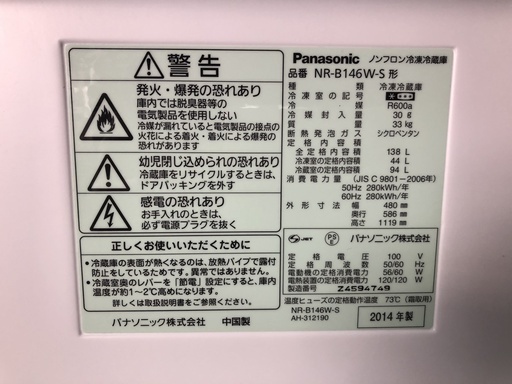 警告
発火・爆発の恐れあり
庫内では脱臭器等の
電気製品を使用しない
冷媒が漏れていると電気製品の接点の
火花による着火・着火による爆発の
恐れがあります
幼児閉じ込められの恐れあり
冷蔵庫をリサイクルするときは、
ドアパッキングを外す
感電の恐れあり
お手入れのときは、
必ず電源プラグを抜く
正しくお使いいただくために
●冷蔵庫の表面が熱くなるのは、放熱パイプで露付
防止をしているためです。異常ではありません。
●冷蔵室奥のレバーを「節電」設定にすると、庫内
温度が約1~2℃高めになります。
詳しくは、取扱説明書をご参照ください。
パナソニック株式会社 中国製
Panasonic ノンフロン冷凍冷蔵庫
品番 NR-B146W-S 形
種類 冷凍冷蔵庫
冷凍室の記号
冷媒 R600a
冷媒封入量 30g
質量 33kg
断熱発泡ガス シクロペンタン
定格内容積
全定格内容積 138 L
冷凍室の定格内容積 44 L
冷蔵室の定格内容積 94 L
消費電力量 (JIS C 9801-2006年)
50Hz 280kWh/年
60Hz 280kWh/年
外形寸法 幅 480 mm
奥行 586 mm
高さ 1119 mm
JET PS E パナソニック株式会社
定格電圧 100 V
定格周波数 50/60 Hz
電動機の定格消費電力 56/60 W
電熱装置の定格消費電力 120/120 W
製造番号 Z4594749
温度ヒューズの定格動作温度 73℃ (霜取用)
NR-B146W-S
AH-312190
2014 年製